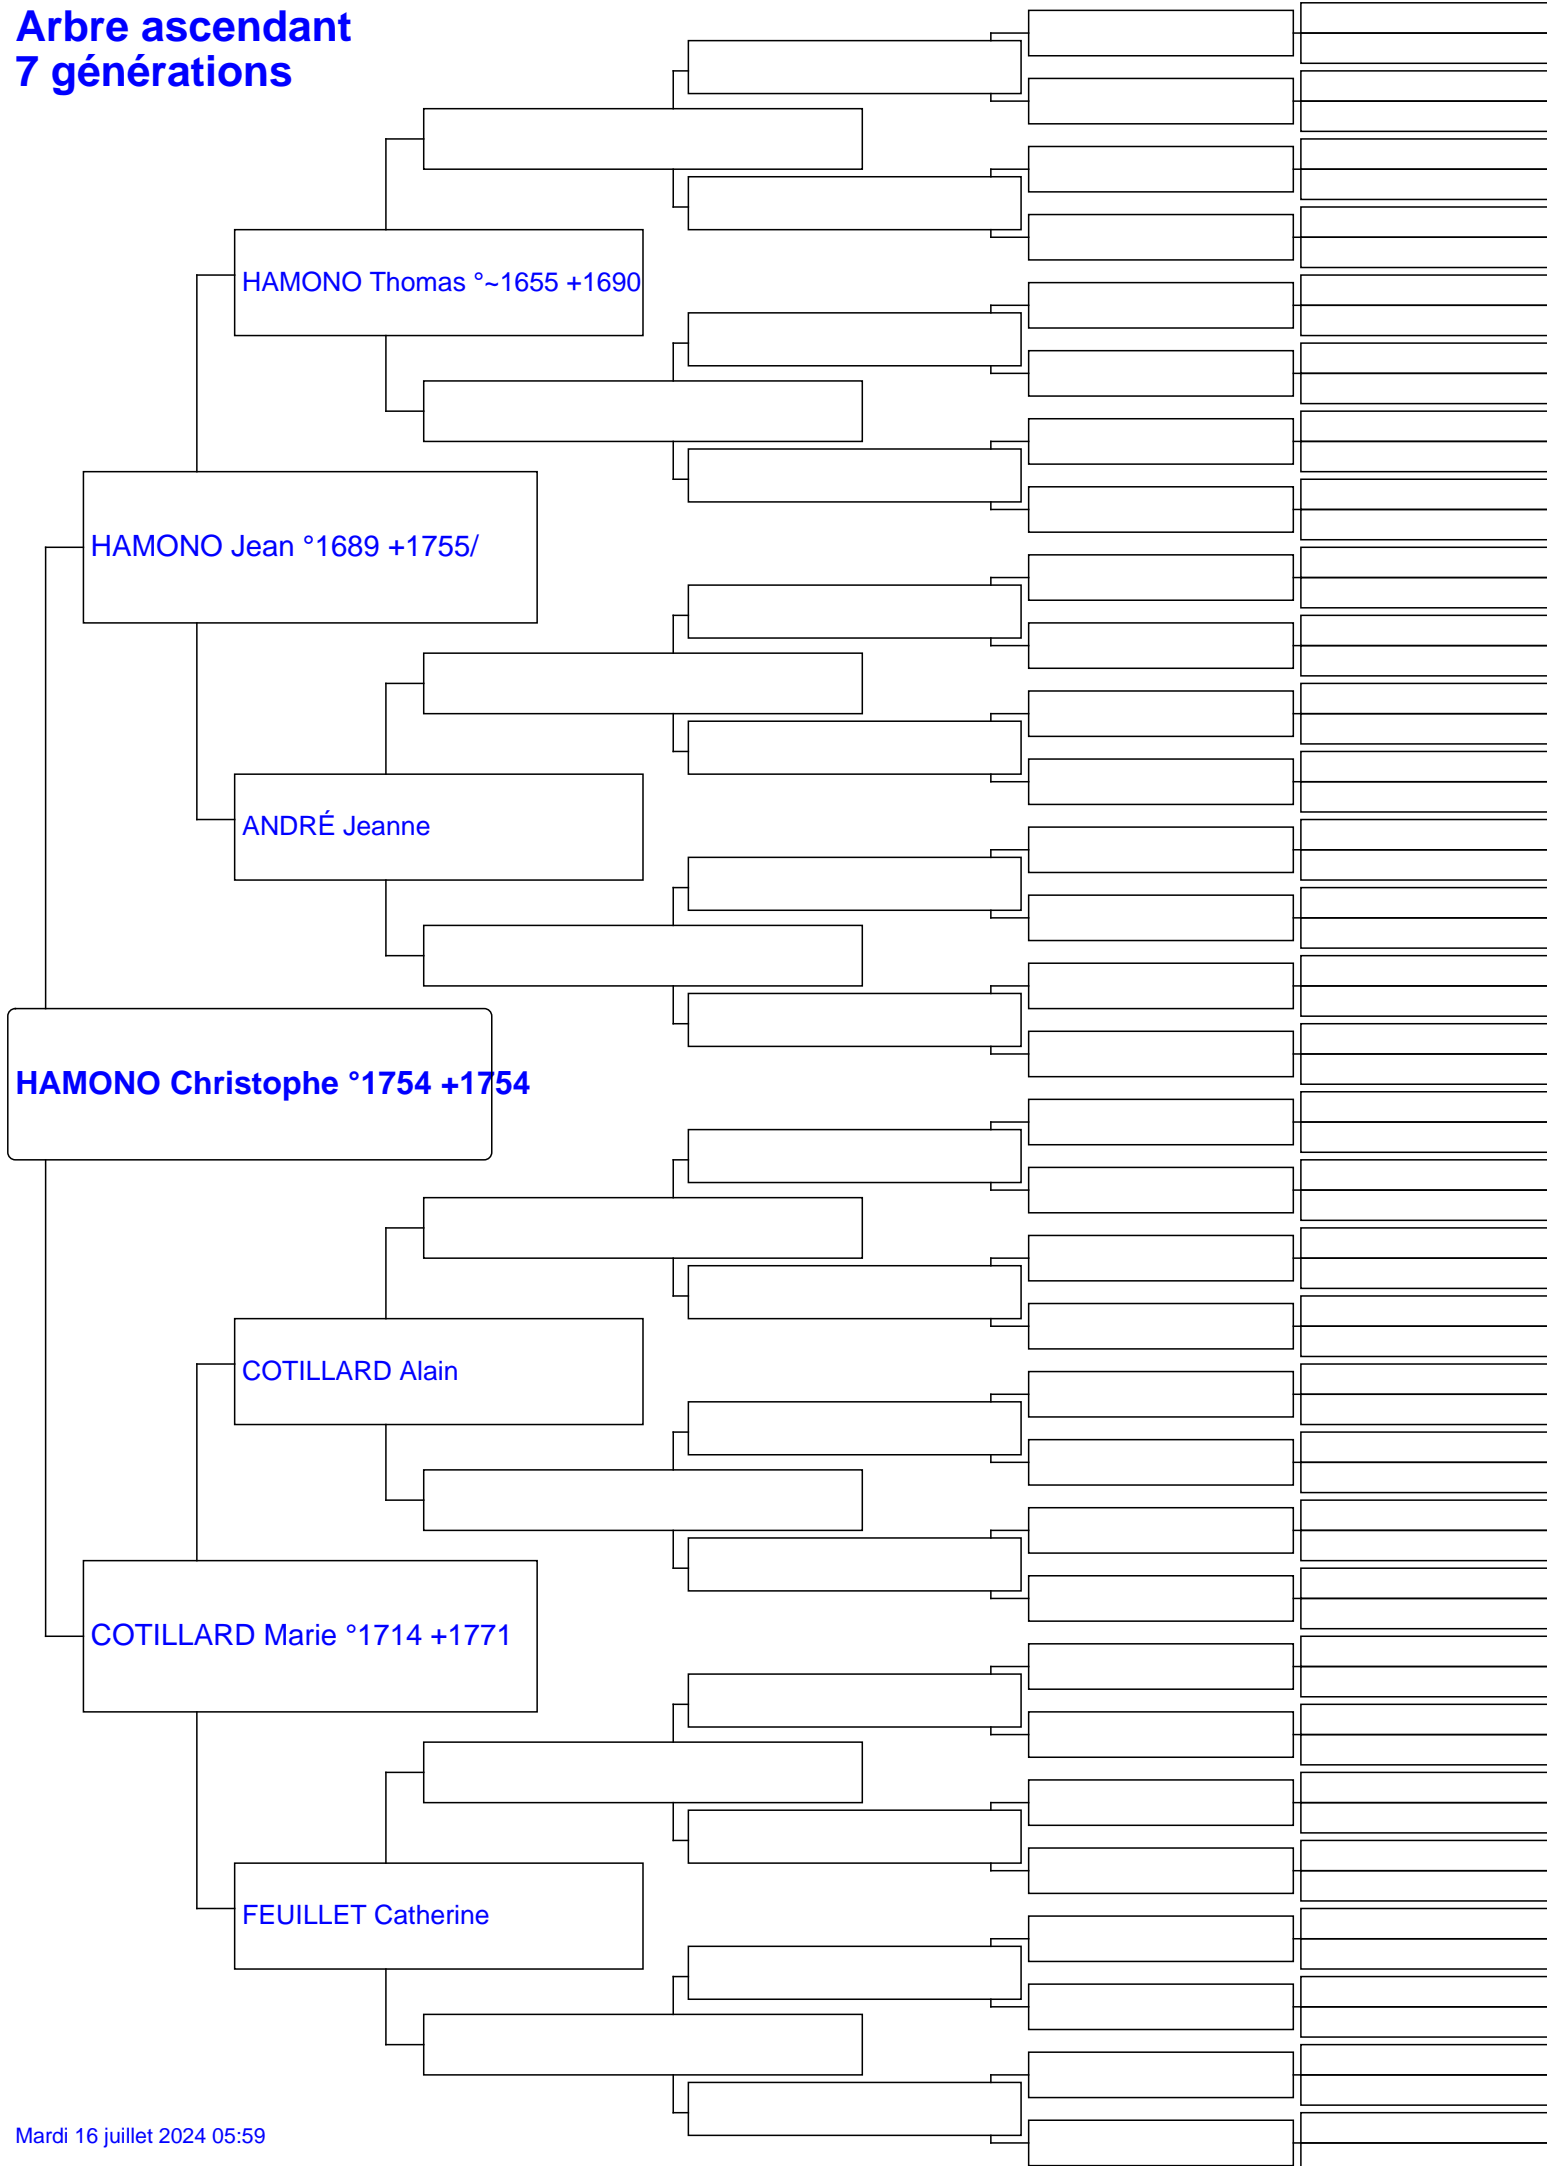 Arbre ascendant
7 générations
HAMONO Thomas °~1655 +1690
HAMONO Jean °1689 +1755/
ANDRÉ Jeanne
HAMONO Christophe °1754 +1754
COTILLARD Alain
COTILLARD Marie °1714 +1771
FEUILLET Catherine
Mardi 16 juillet 2024 05:59